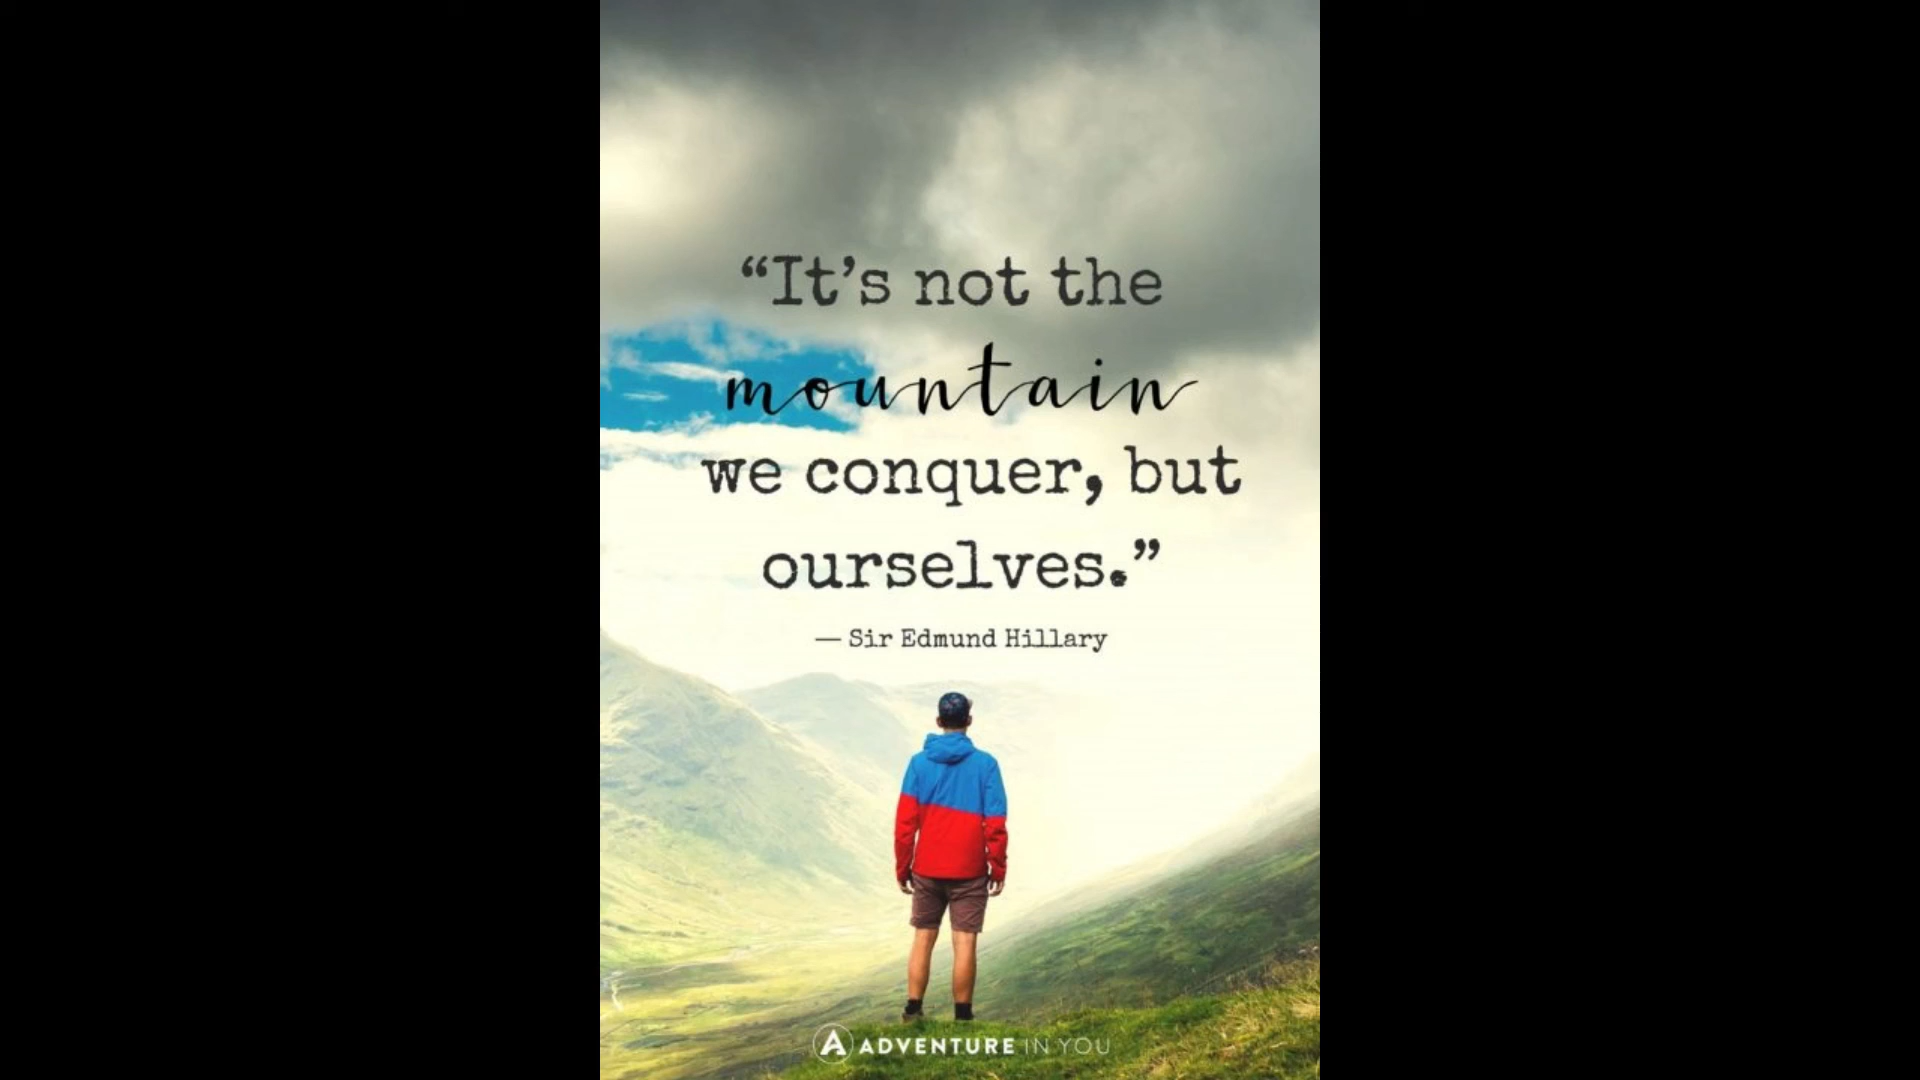 “It’s not the
mountain
we conquer, but
ourselves.”
— Sir Edmund Hillary
A ADVENTURE IN YOU